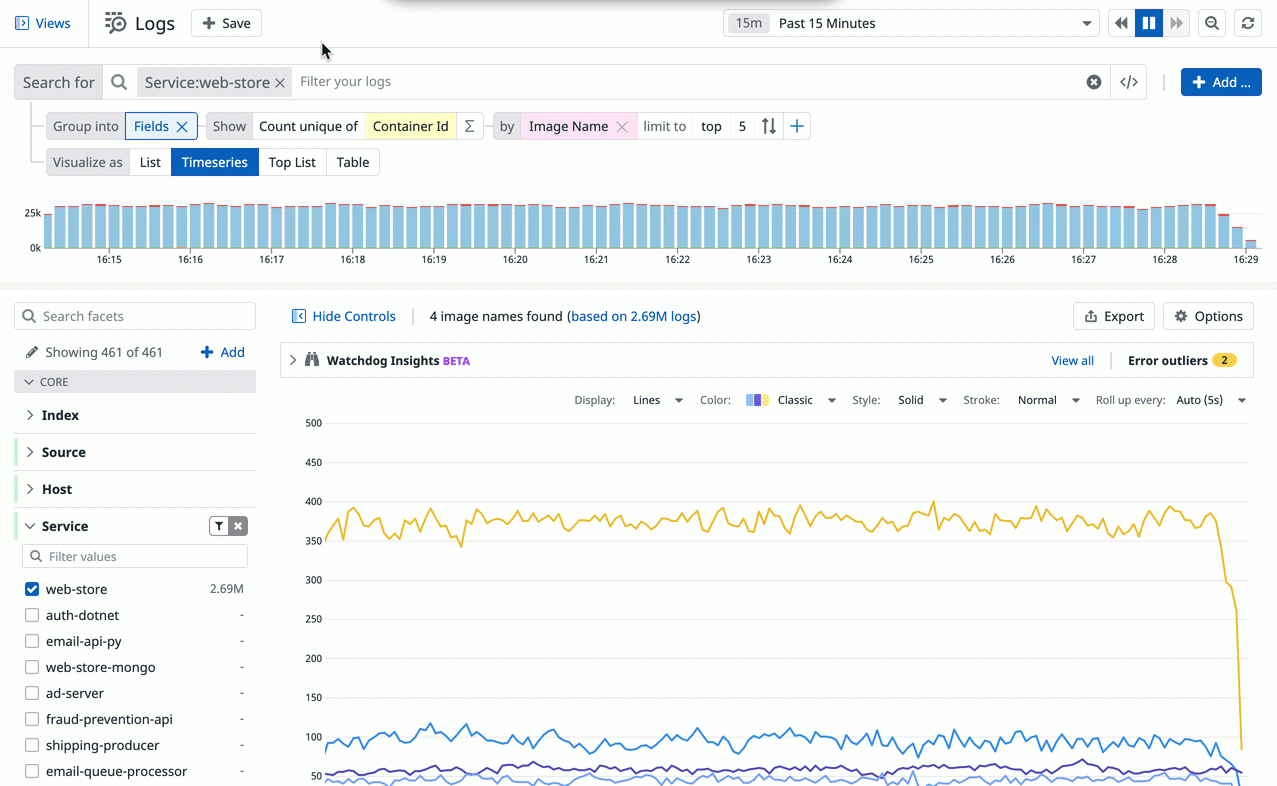 Views Logs Save 15m Past 15 Minutes
Search for Service:web-store Filter your logs </> Add ...
Group into Fields Show Count unique of Container Id Σ by Image Name limit to top 5
Visualize as List Timeseries Top List Table
25k
0k
16:15 16:16 16:17 16:18 16:19 16:20 16:21 16:22 16:23 16:24 16:25 16:26 16:27 16:28 16:29
Search facets
Hide Controls 4 image names found (based on 2.69M logs) Export Options
Showing 461 of 461 Add
Watchdog Insights BETA View all Error outliers 2
CORE
Display: Lines Color: Classic Style: Solid Stroke: Normal Roll up every: Auto (5s)
Index
Source
Host
Service
Filter values
web-store 2.69M
auth-dotnet -
email-api-py -
web-store-mongo -
ad-server -
fraud-prevention-api -
shipping-producer -
email-queue-processor -
500
450
400
350
300
250
200
150
100
50